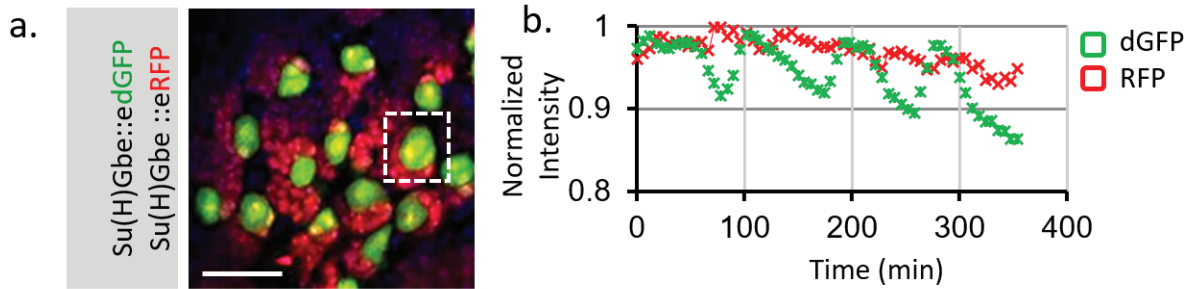 a.
Su(H)Gbe::edGFP
Su(H)Gbe ::eRFP
b.
Normalized
Intensity
1
0.9
0.8
0
100
200
300
400
Time (min)
dGFP
RFP